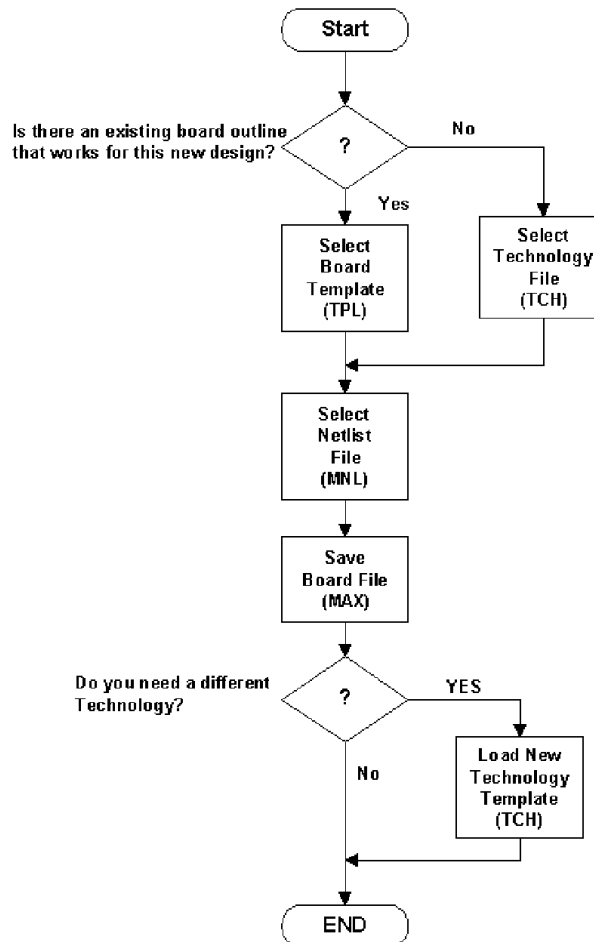 Start
Is there an existing board outline
that works for this new design?
?
No
Yes
Select
Board
Template
(TPL)
Select
Technology
File
(TCH)
Select
Netlist
File
(MNL)
Save
Board File
(MAX)
Do you need a different
Technology?
?
YES
No
Load New
Technology
Template
(TCH)
END